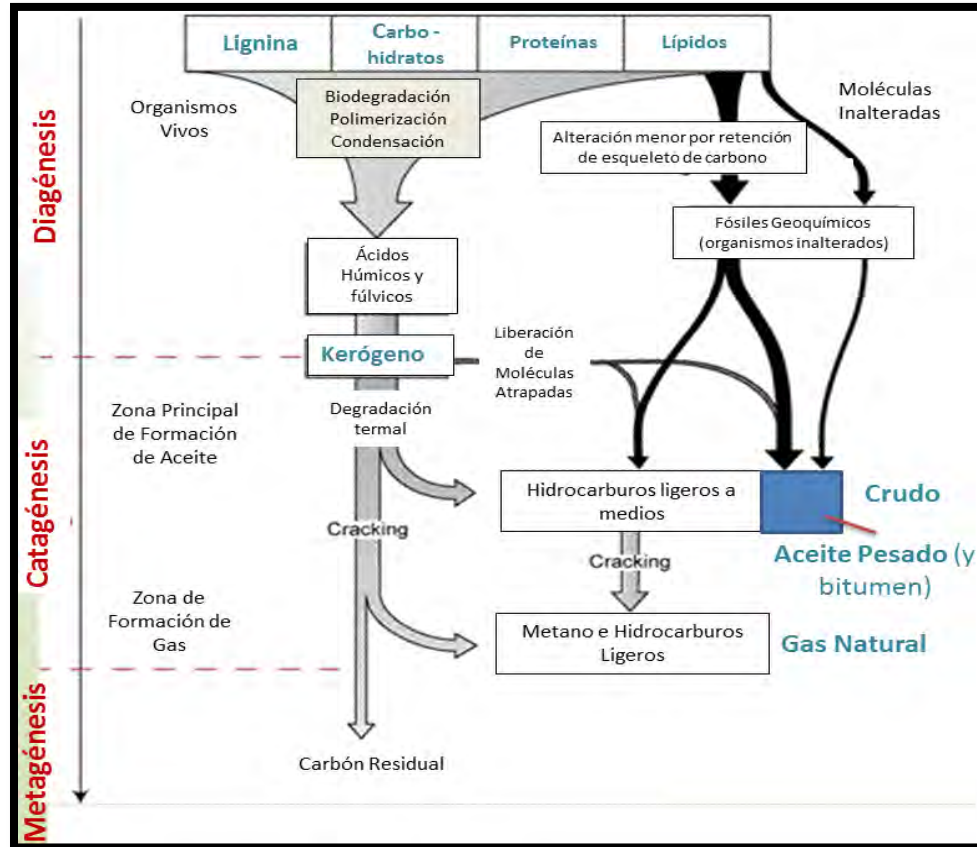 Lignina
Carbo -
hidratos
Proteínas
Lípidos
Organismos
Vivos
Biodegradación
Polimerización
Condensación
Moléculas
Inalteradas
Alteración menor por retención
de esqueleto de carbono
Diagénesis
Fósiles Geoquímicos
(organismos inalterados)
Ácidos
Húmicos y
fúlvicos
Kerógeno
Liberación
de
Moléculas
Atrapadas
Zona Principal
de Formación
de Aceite
Degradación
termal
Catagénesis
Hidrocarburos ligeros a
medios
Crudo
Cracking
Cracking
Aceite Pesado (y
bitumen)
Zona de
Formación de
Gas
Metano e Hidrocarburos
Ligeros
Gas Natural
Metagénesis
Carbón Residual